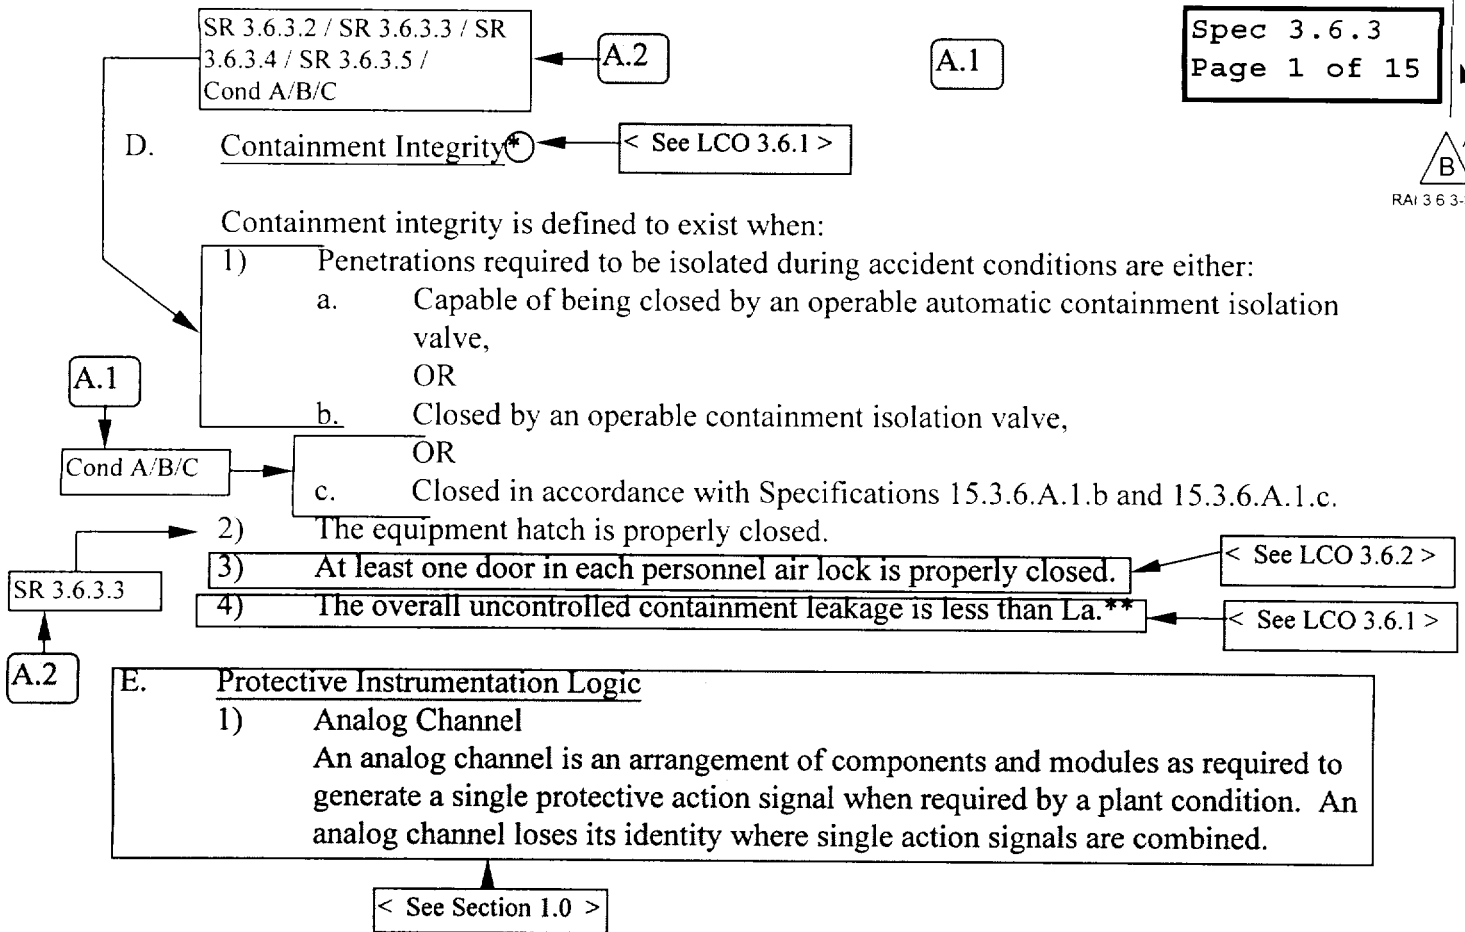 SR 3.6.3.2 / SR 3.6.3.3 / SR
3.6.3.4 / SR 3.6.3.5 /
Cond A/B/C
A.2
A.1
Spec 3.6.3
Page 1 of 15
B
D. Containment Integrity*
< See LCO 3.6.1 >
Containment integrity is defined to exist when:
1) Penetrations required to be isolated during accident conditions are either:
a. Capable of being closed by an operable automatic containment isolation
valve,
OR
b. Closed by an operable containment isolation valve,
OR
c. Closed in accordance with Specifications 15.3.6.A.1.b and 15.3.6.A.1.c.
A.1
Cond A/B/C
2) The equipment hatch is properly closed.
3) At least one door in each personnel air lock is properly closed.
< See LCO 3.6.2 >
SR 3.6.3.3
4) The overall uncontrolled containment leakage is less than La.**
< See LCO 3.6.1 >
A.2
E. Protective Instrumentation Logic
1) Analog Channel
An analog channel is an arrangement of components and modules as required to
generate a single protective action signal when required by a plant condition. An
analog channel loses its identity where single action signals are combined.
< See Section 1.0 >